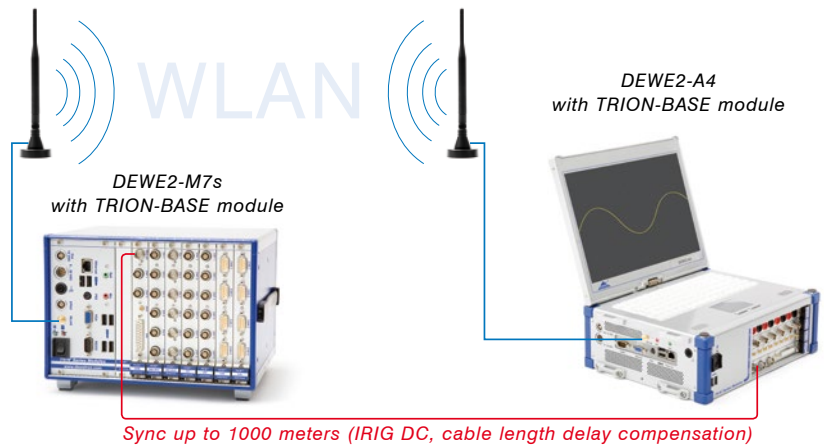 WLAN
DEWE2-A4
with TRION-BASE module
DEWE2-M7s
with TRION-BASE module
Sync up to 1000 meters (IRIG DC, cable length delay compensation)